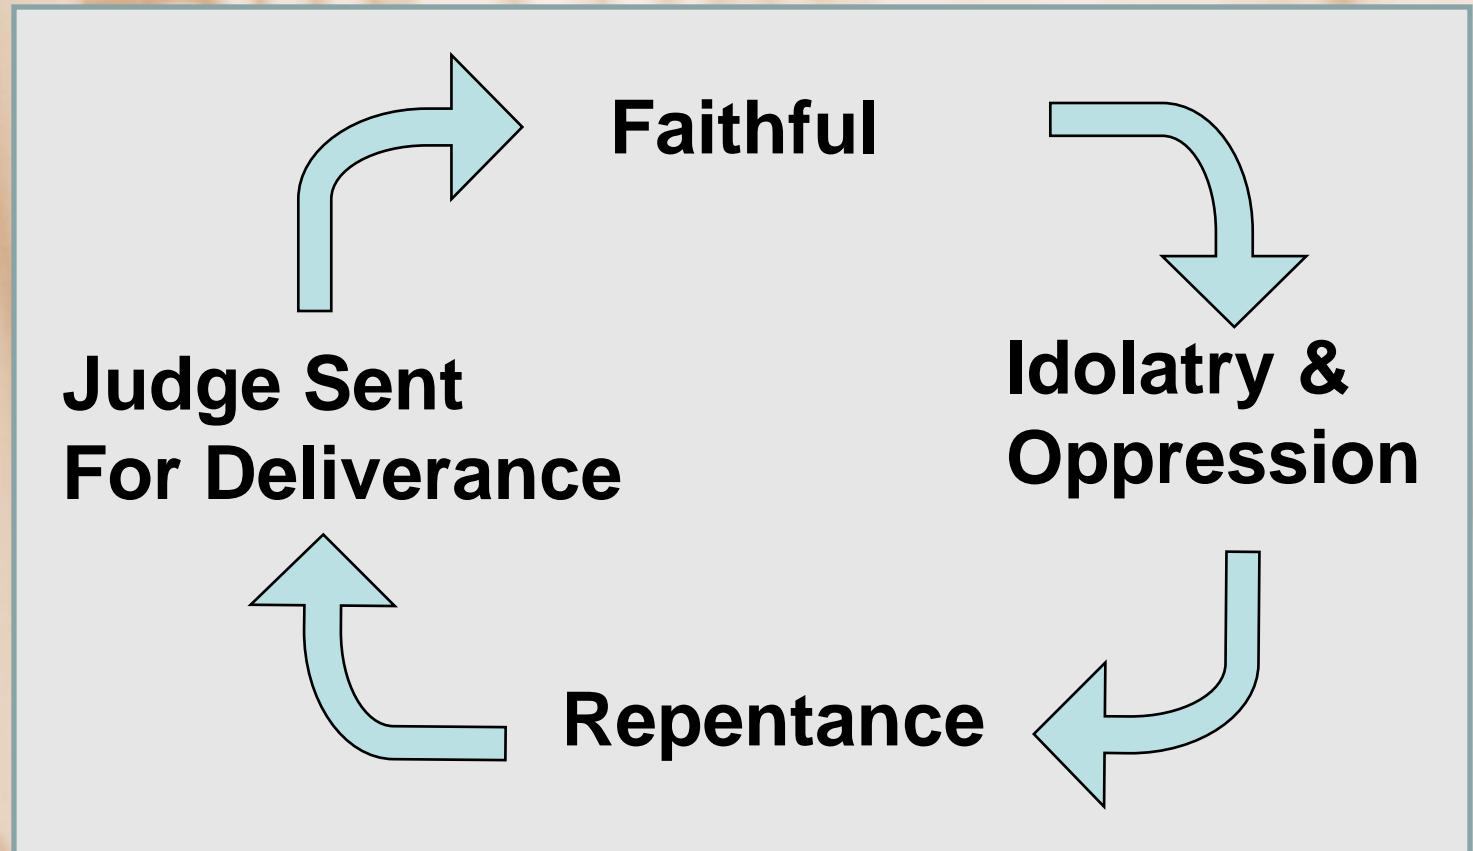 Faithful
Idolatry &
Oppression
Repentance
Judge Sent
For Deliverance